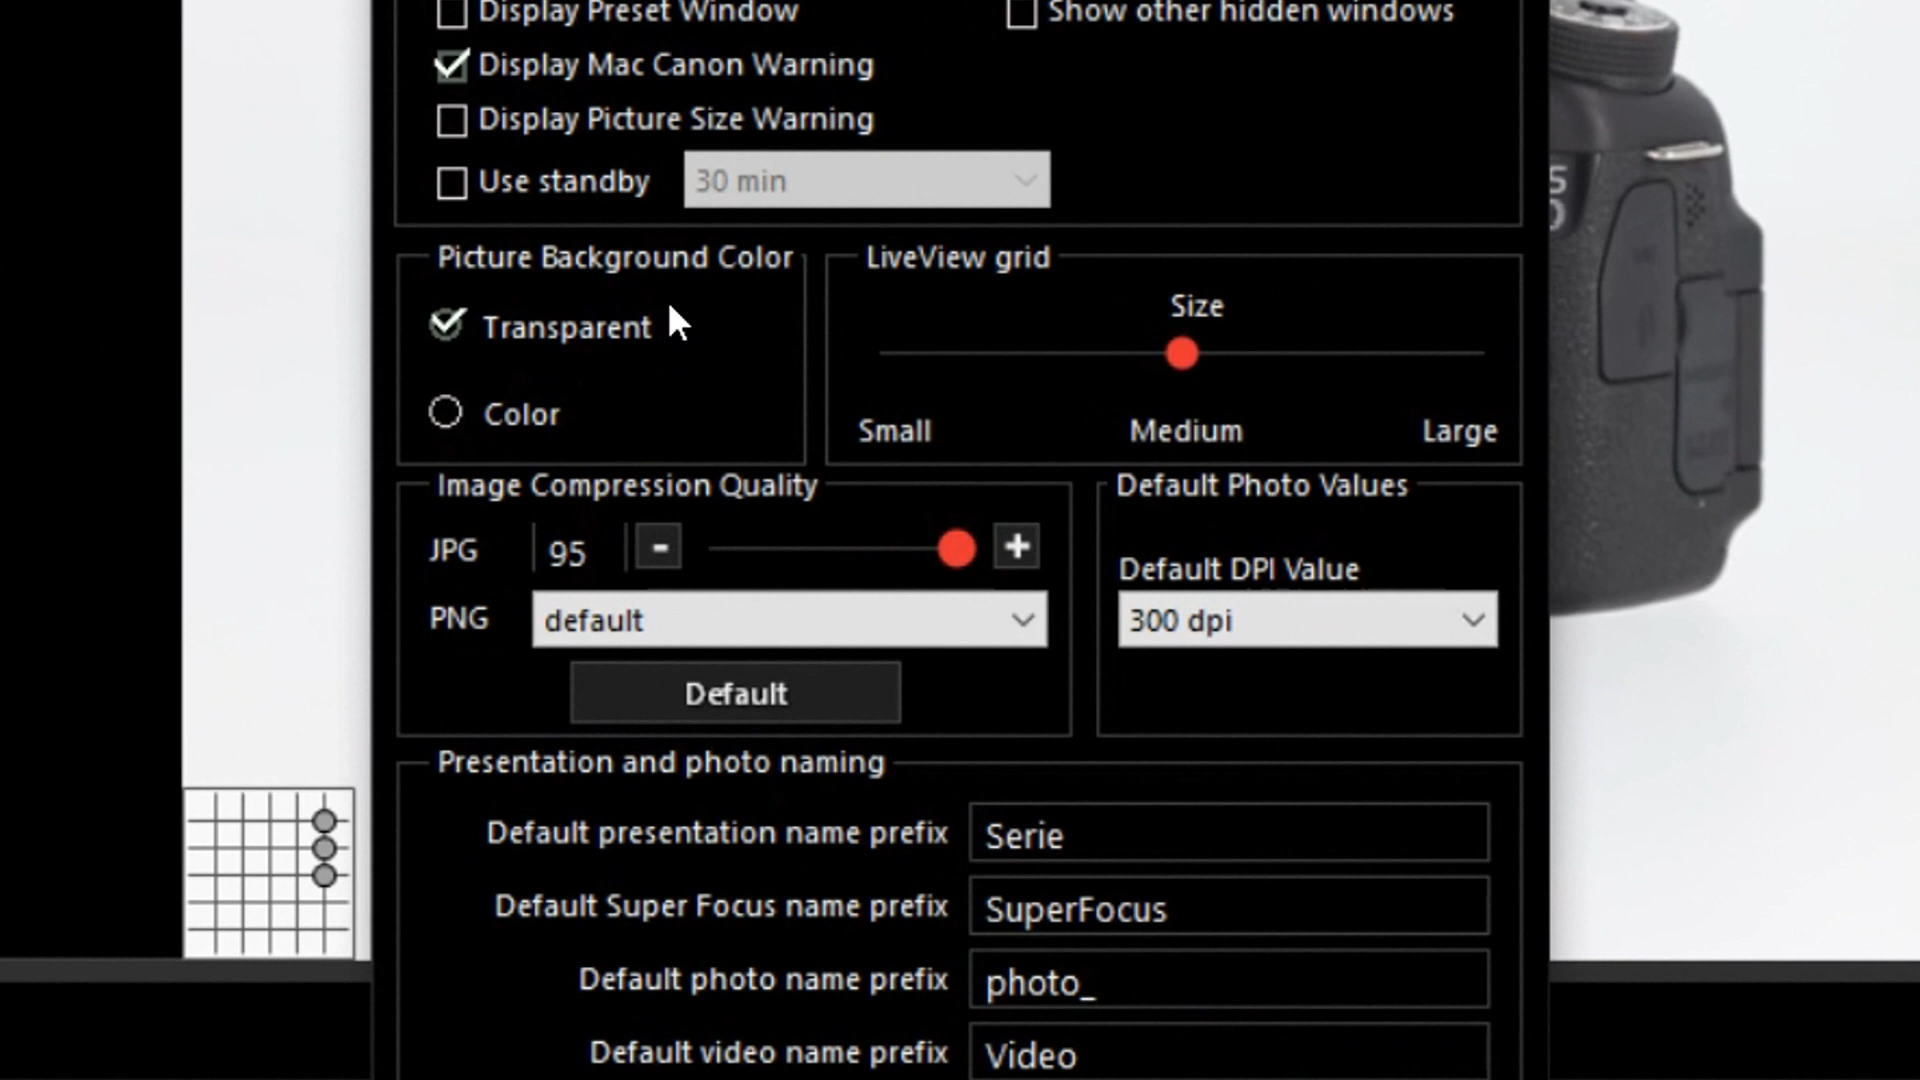 Display Preset Window
Show other hidden windows
Display Mac Canon Warning
Display Picture Size Warning
Use standby
30 min
Picture Background Color
Transparent
Color
LiveView grid
Size
Small
Medium
Large
Image Compression Quality
JPG
95
-
+
PNG
default
Default
Default Photo Values
Default DPI Value
300 dpi
Presentation and photo naming
Default presentation name prefix
Serie
Default Super Focus name prefix
SuperFocus
Default photo name prefix
photo_
Default video name prefix
Video